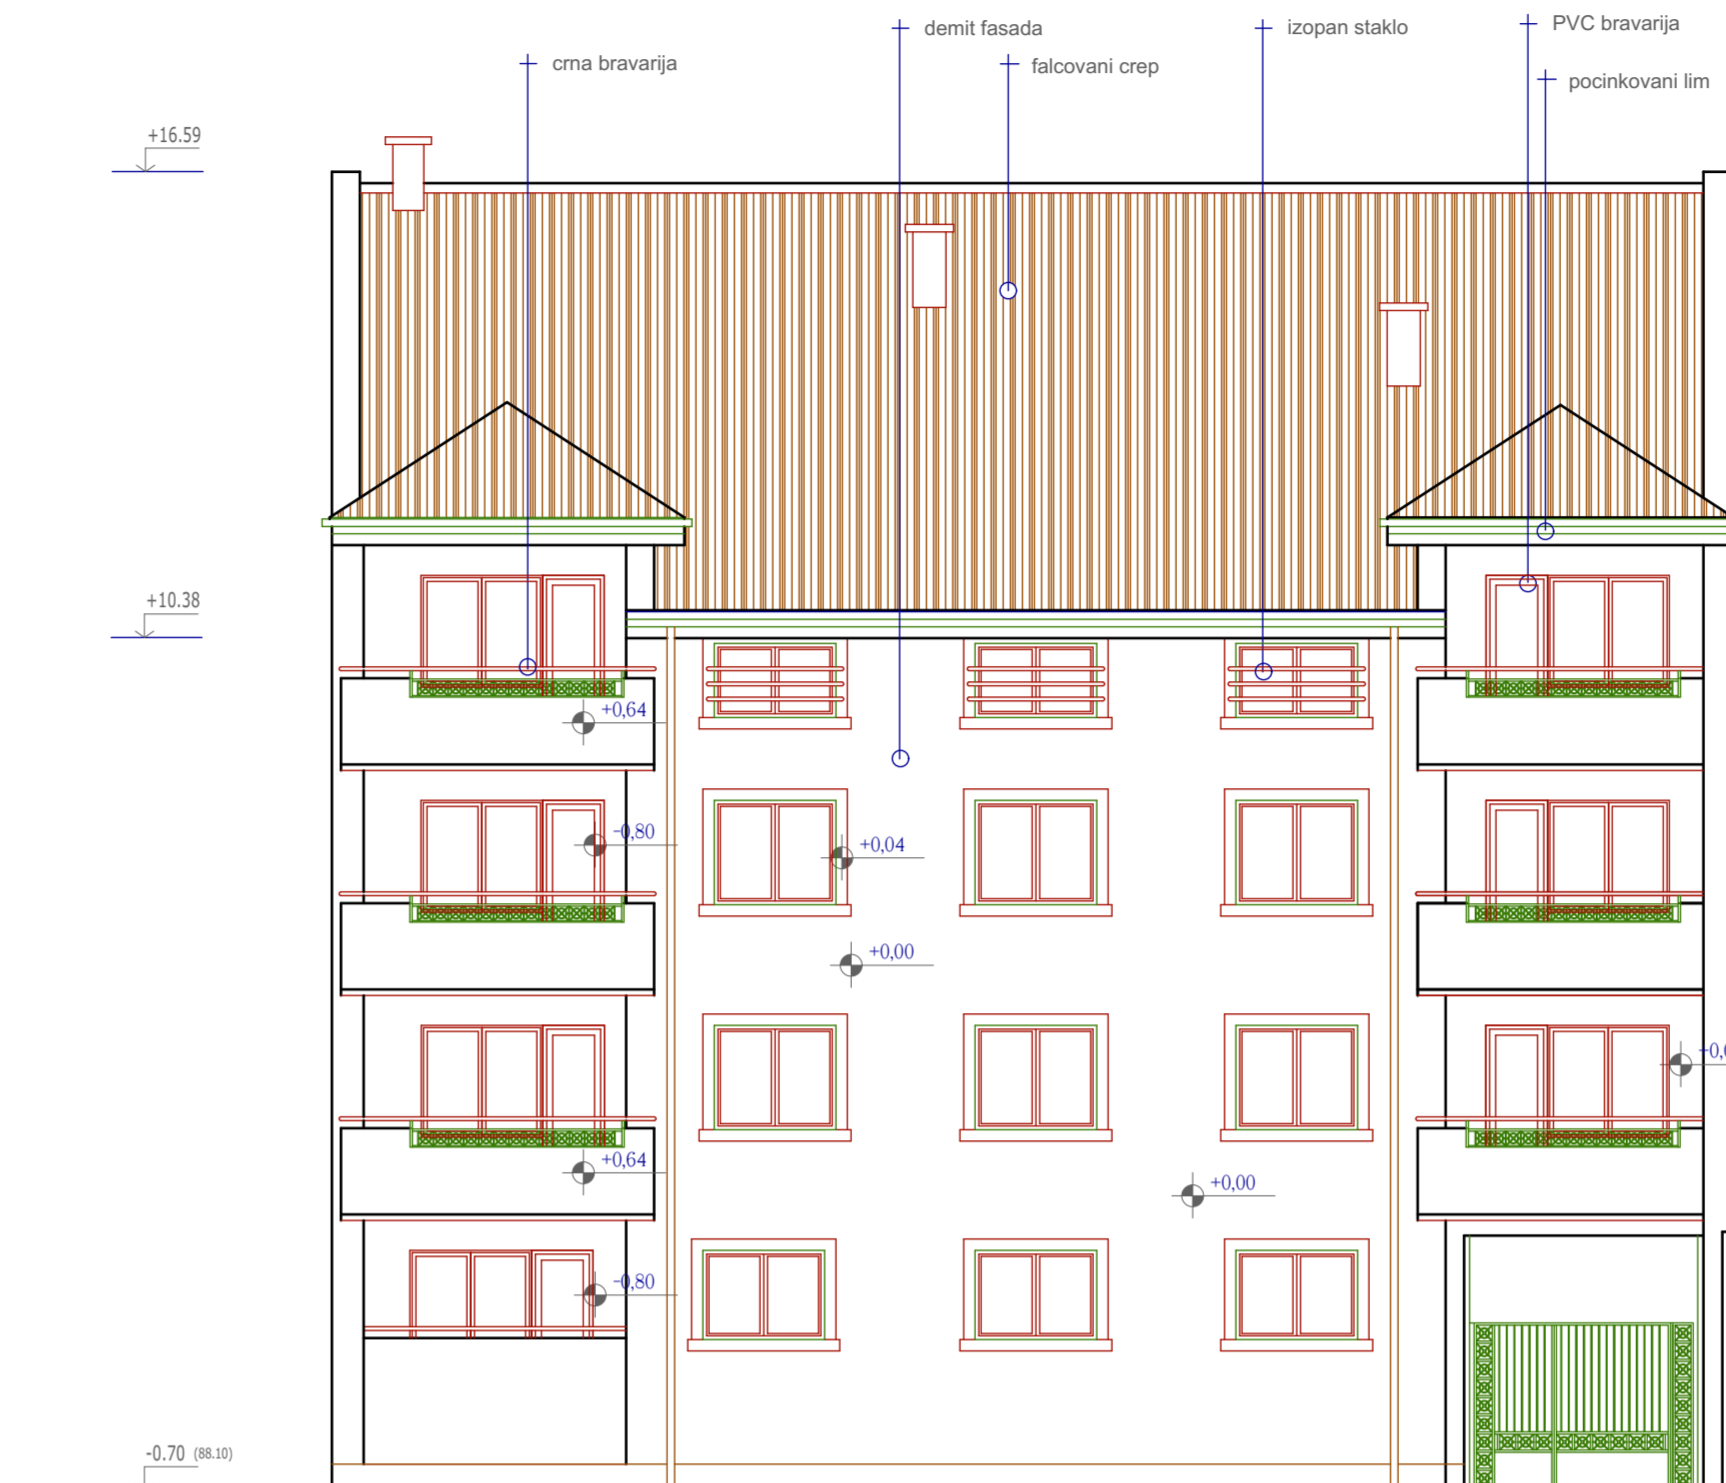 PVC bravarija
demit fasada
izopan staklo
crna bravarija
falcovani crep
pocinkovani lim
+16.59
+10.38
+0,64
-0,80
+0,04
+0,00
+0,64
+0,00
-0,80
-0.70 (88.10)